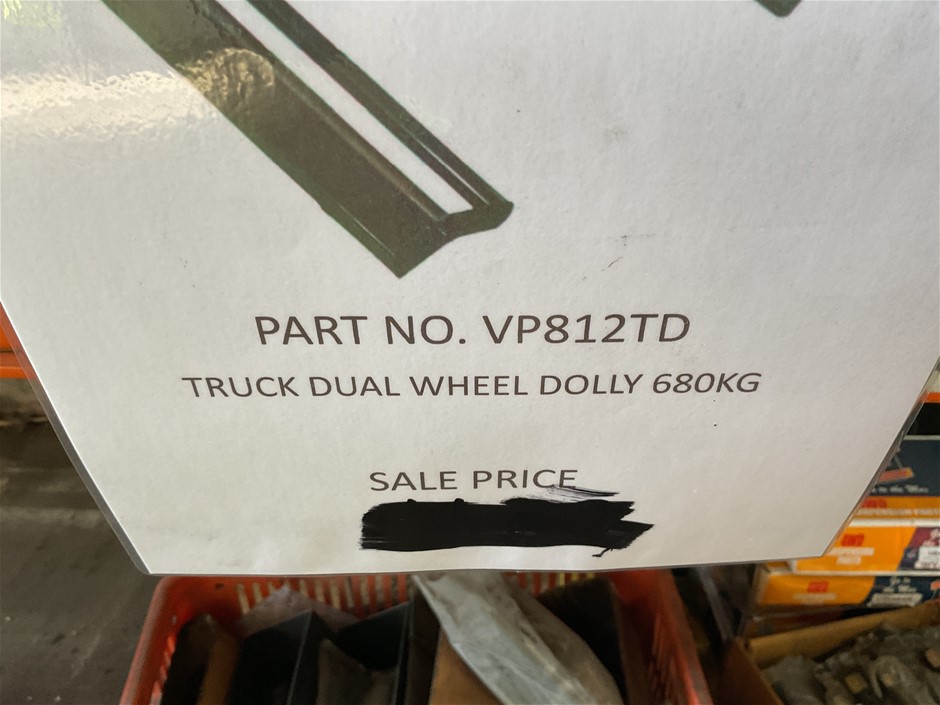 PART NO. VP812TD
TRUCK DUAL WHEEL DOLLY 680KG
SALE PRICE